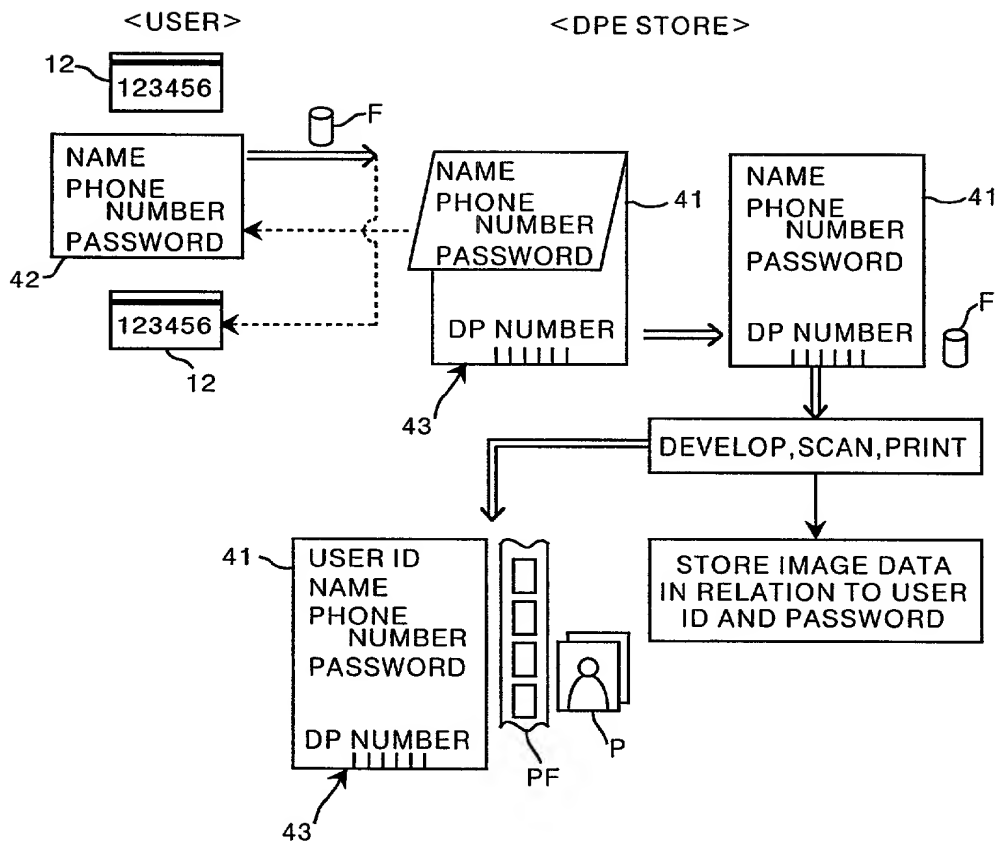 <USER>
<DPE STORE>
12
123456
F
NAME
PHONE
NUMBER
PASSWORD
42
123456
12
NAME
PHONE
NUMBER
PASSWORD
41
DP NUMBER
43
NAME
PHONE
NUMBER
PASSWORD
41
DP NUMBER
F
DEVELOP,SCAN,PRINT
STORE IMAGE DATA
IN RELATION TO USER
ID AND PASSWORD
41
USER ID
NAME
PHONE
NUMBER
PASSWORD
DP NUMBER
43
PF
P